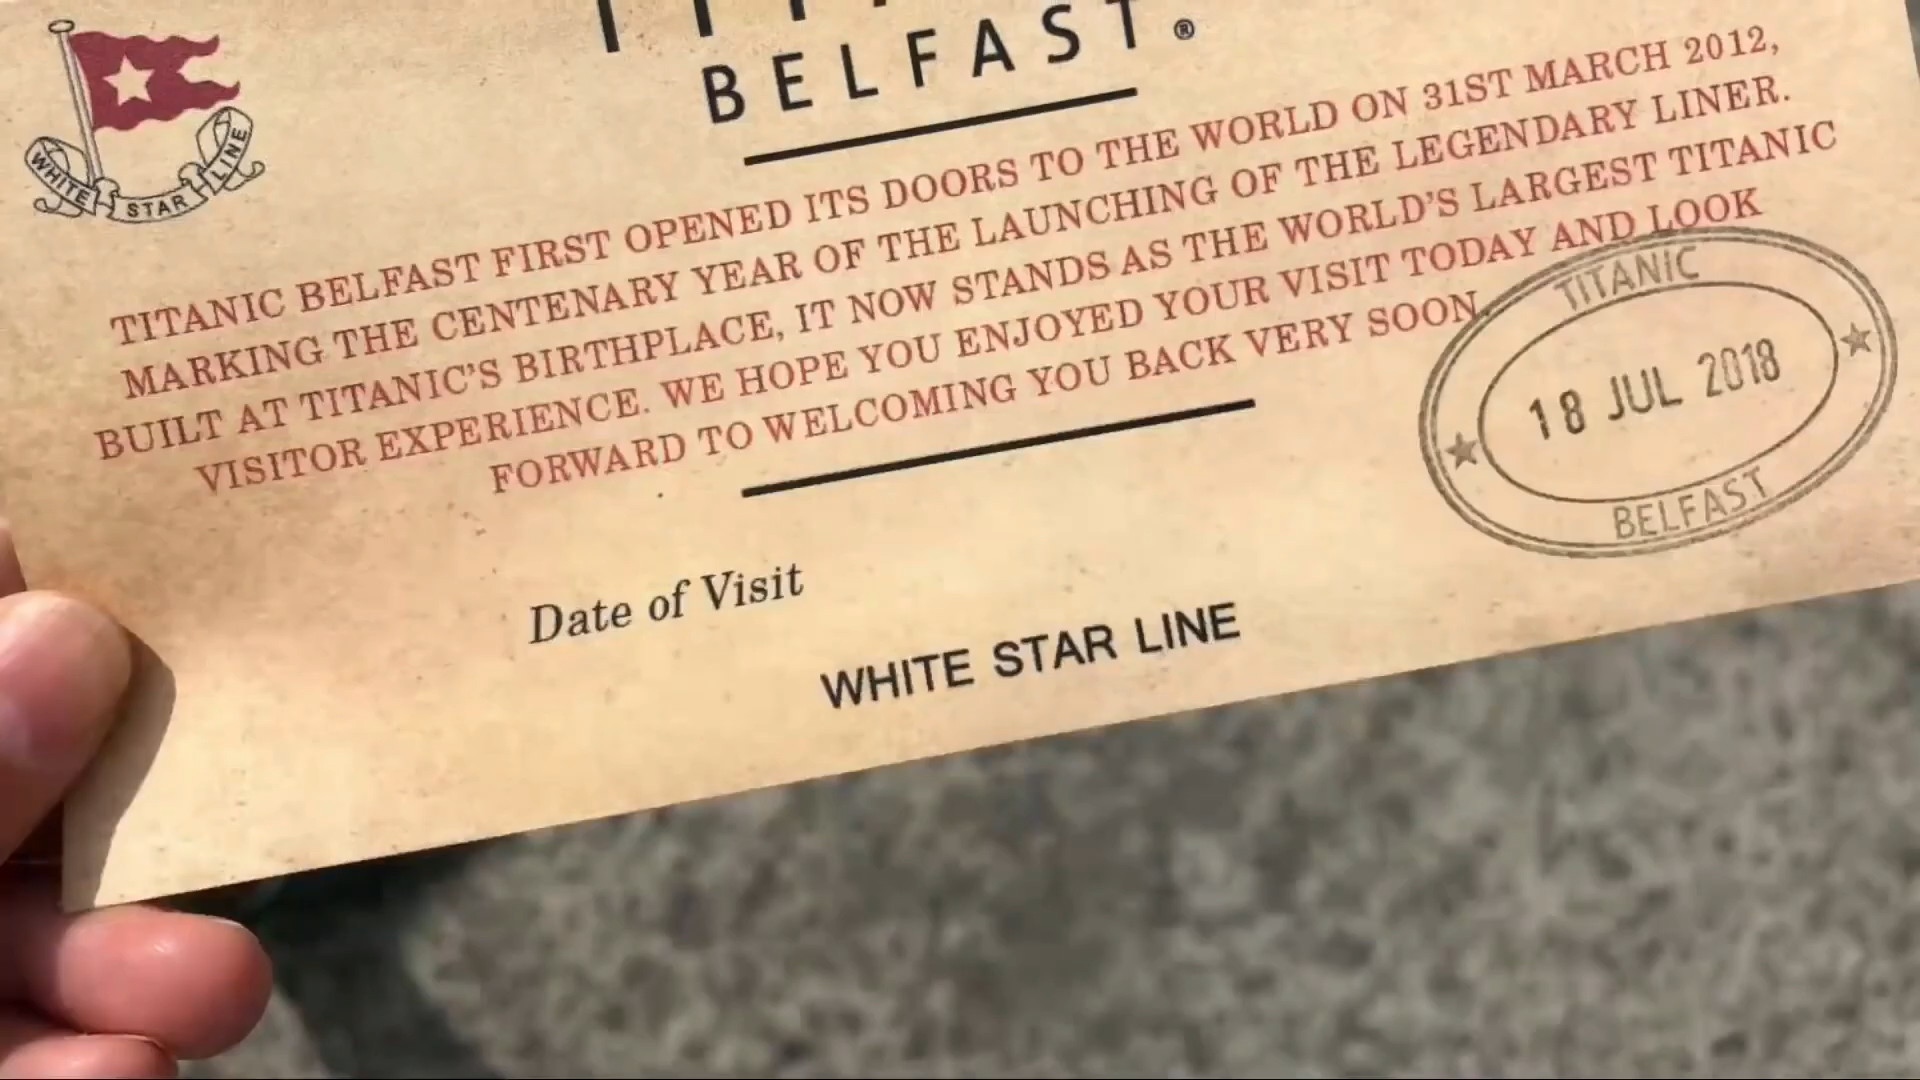 WHITE STAR LINE
BELFAST®
TITANIC BELFAST FIRST OPENED ITS DOORS TO THE WORLD ON 31ST MARCH 2012,
MARKING THE CENTENARY YEAR OF THE LAUNCHING OF THE LEGENDARY LINER.
BUILT AT TITANIC'S BIRTHPLACE, IT NOW STANDS AS THE WORLD'S LARGEST TITANIC
VISITOR EXPERIENCE. WE HOPE YOU ENJOYED YOUR VISIT TODAY AND LOOK
FORWARD TO WELCOMING YOU BACK VERY SOON.
TITANIC
18 JUL 2018
BELFAST
Date of Visit
WHITE STAR LINE